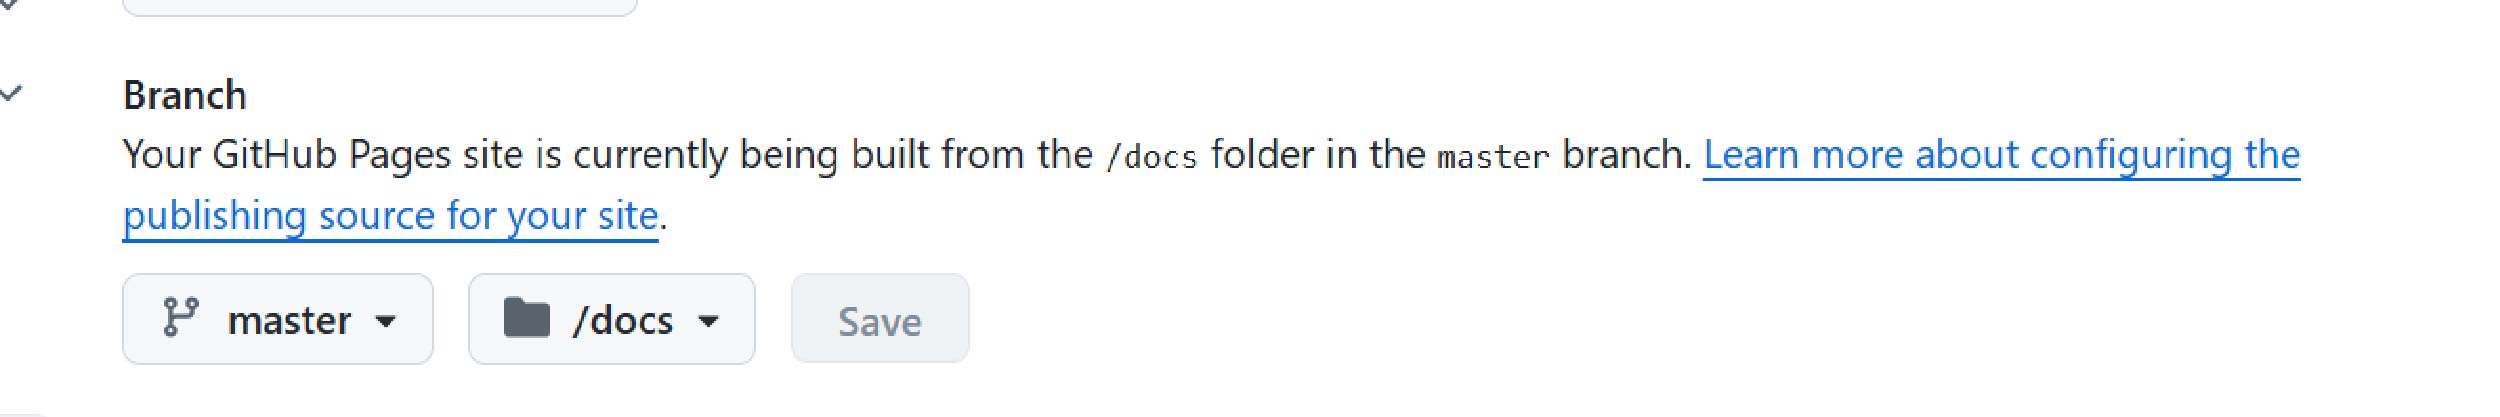 Branch
Your GitHub Pages site is currently being built from the /docs folder in the master branch. Learn more about configuring the
publishing source for your site.
master /docs Save